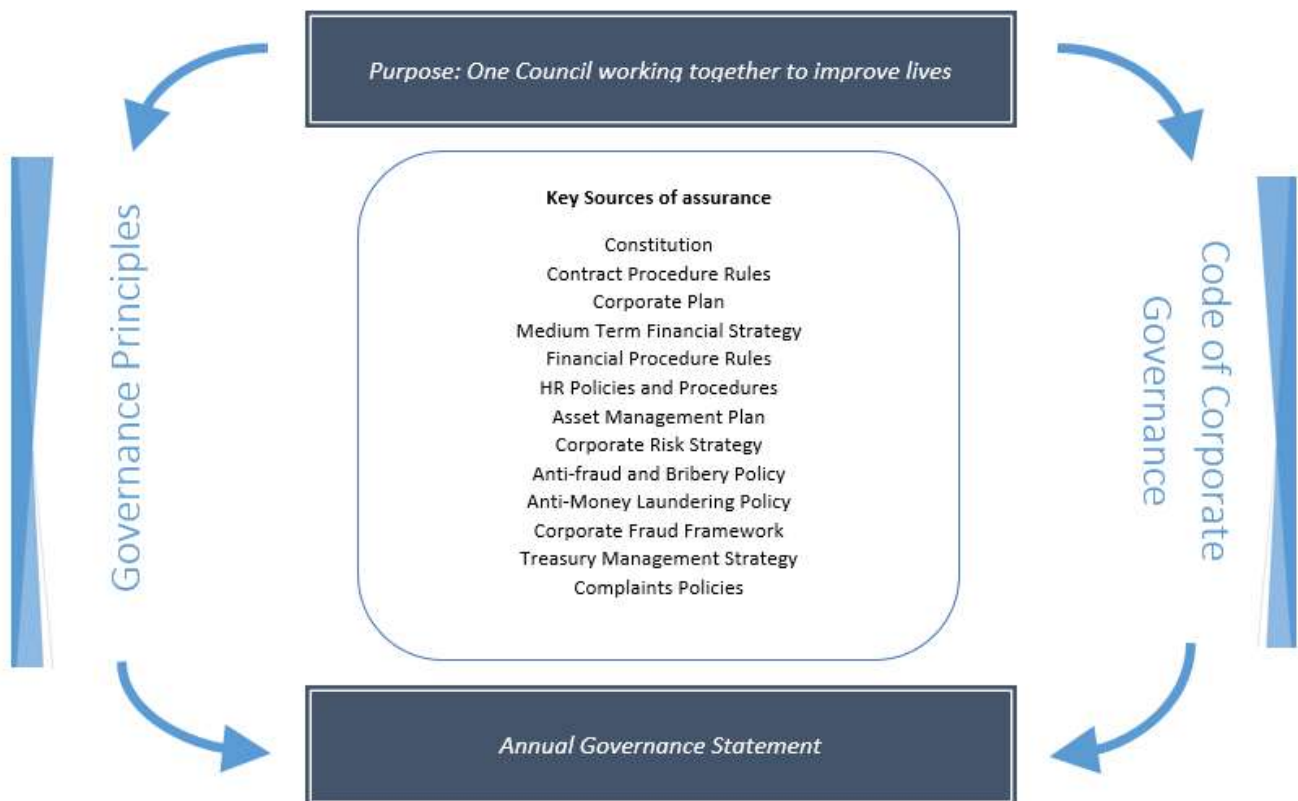 Purpose: One Council working together to improve lives
Governance Principles
Key Sources of assurance
Constitution
Contract Procedure Rules
Corporate Plan
Medium Term Financial Strategy
Financial Procedure Rules
HR Policies and Procedures
Asset Management Plan
Corporate Risk Strategy
Anti-fraud and Bribery Policy
Anti-Money Laundering Policy
Corporate Fraud Framework
Treasury Management Strategy
Complaints Policies
Code of Corporate
Governance
Annual Governance Statement